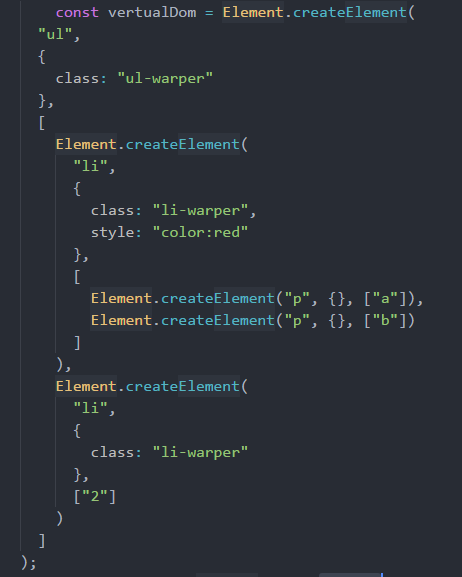 const vertualDom = Element.createElement(
"ul",
{
class: "ul-warper"
},
[
Element.createElement(
"li",
{
class: "li-warper",
style: "color:red"
},
[
Element.createElement("p", {}, ["a"]),
Element.createElement("p", {}, ["b"])
]
),
Element.createElement(
"li",
{
class: "li-warper"
},
["2"]
)
]
);